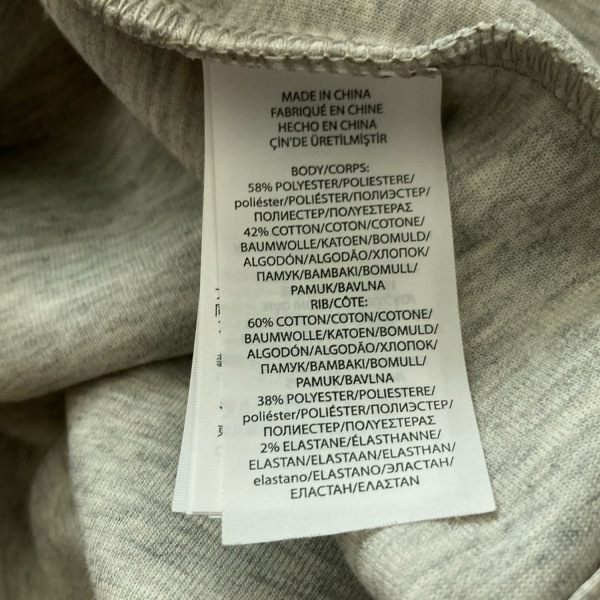 MADE IN CHINA
FABRIQUÉ EN CHINE
HECHO EN CHINA
ÇİN'DE ÜRETİLMİŞTİR
BODY/CORPS:
58% POLYESTER/POLIESTERE/
poliéster/POLIÉSTER/ПОЛИЭСТЕР/
ПОЛИЕСТЕР/ΠΟΛΥΕΣΤΕΡΑΣ
42% COTTON/COTON/COTONE/
BAUMWOLLE/KATOEN/BOMULD/
ALGODÓN/ALGODÃO/ХЛОПОК/
ПАМУК/BAMBAKI/BOMULL/
PAMUK/BAVLNA
RIB/CÔTE:
60% COTTON/COTON/COTONE/
BAUMWOLLE/KATOEN/BOMULD/
ALGODÓN/ALGODÃO/ХЛОПОК/
ПАМУК/BAMBAKI/BOMULL/
PAMUK/BAVLNA
38% POLYESTER/POLIESTERE/
poliéster/POLIÉSTER/ПОЛИЭСТЕР/
ПОЛИЕСТЕР/ΠΟΛΥΕΣΤΕΡΑΣ
2% ELASTANE/ÉLASTHANNE/
ELASTAN/ELASTAAN/ELASTHAN/
elastano/ELASTANO/ЭЛАСТАН/
ЕЛАСТАН/ΕΛΑΣΤΑΝ